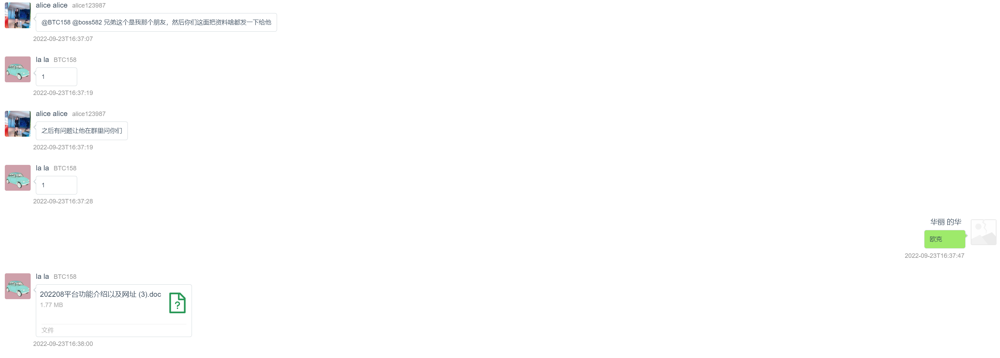 alice alice alice123987
@BTC158 @boss582 兄弟这个是我那个朋友，然后你们这面把资料啥都发一下给他
2022-09-23T16:37:07
la la BTC158
1
2022-09-23T16:37:19
alice alice alice123987
之后有问题让他在群里问你们
2022-09-23T16:37:19
la la BTC158
1
2022-09-23T16:37:28
华丽 的华
欧克
2022-09-23T16:37:47
la la BTC158
202208平台功能介绍以及网址 (3).doc
1.77 MB
文件
2022-09-23T16:38:00